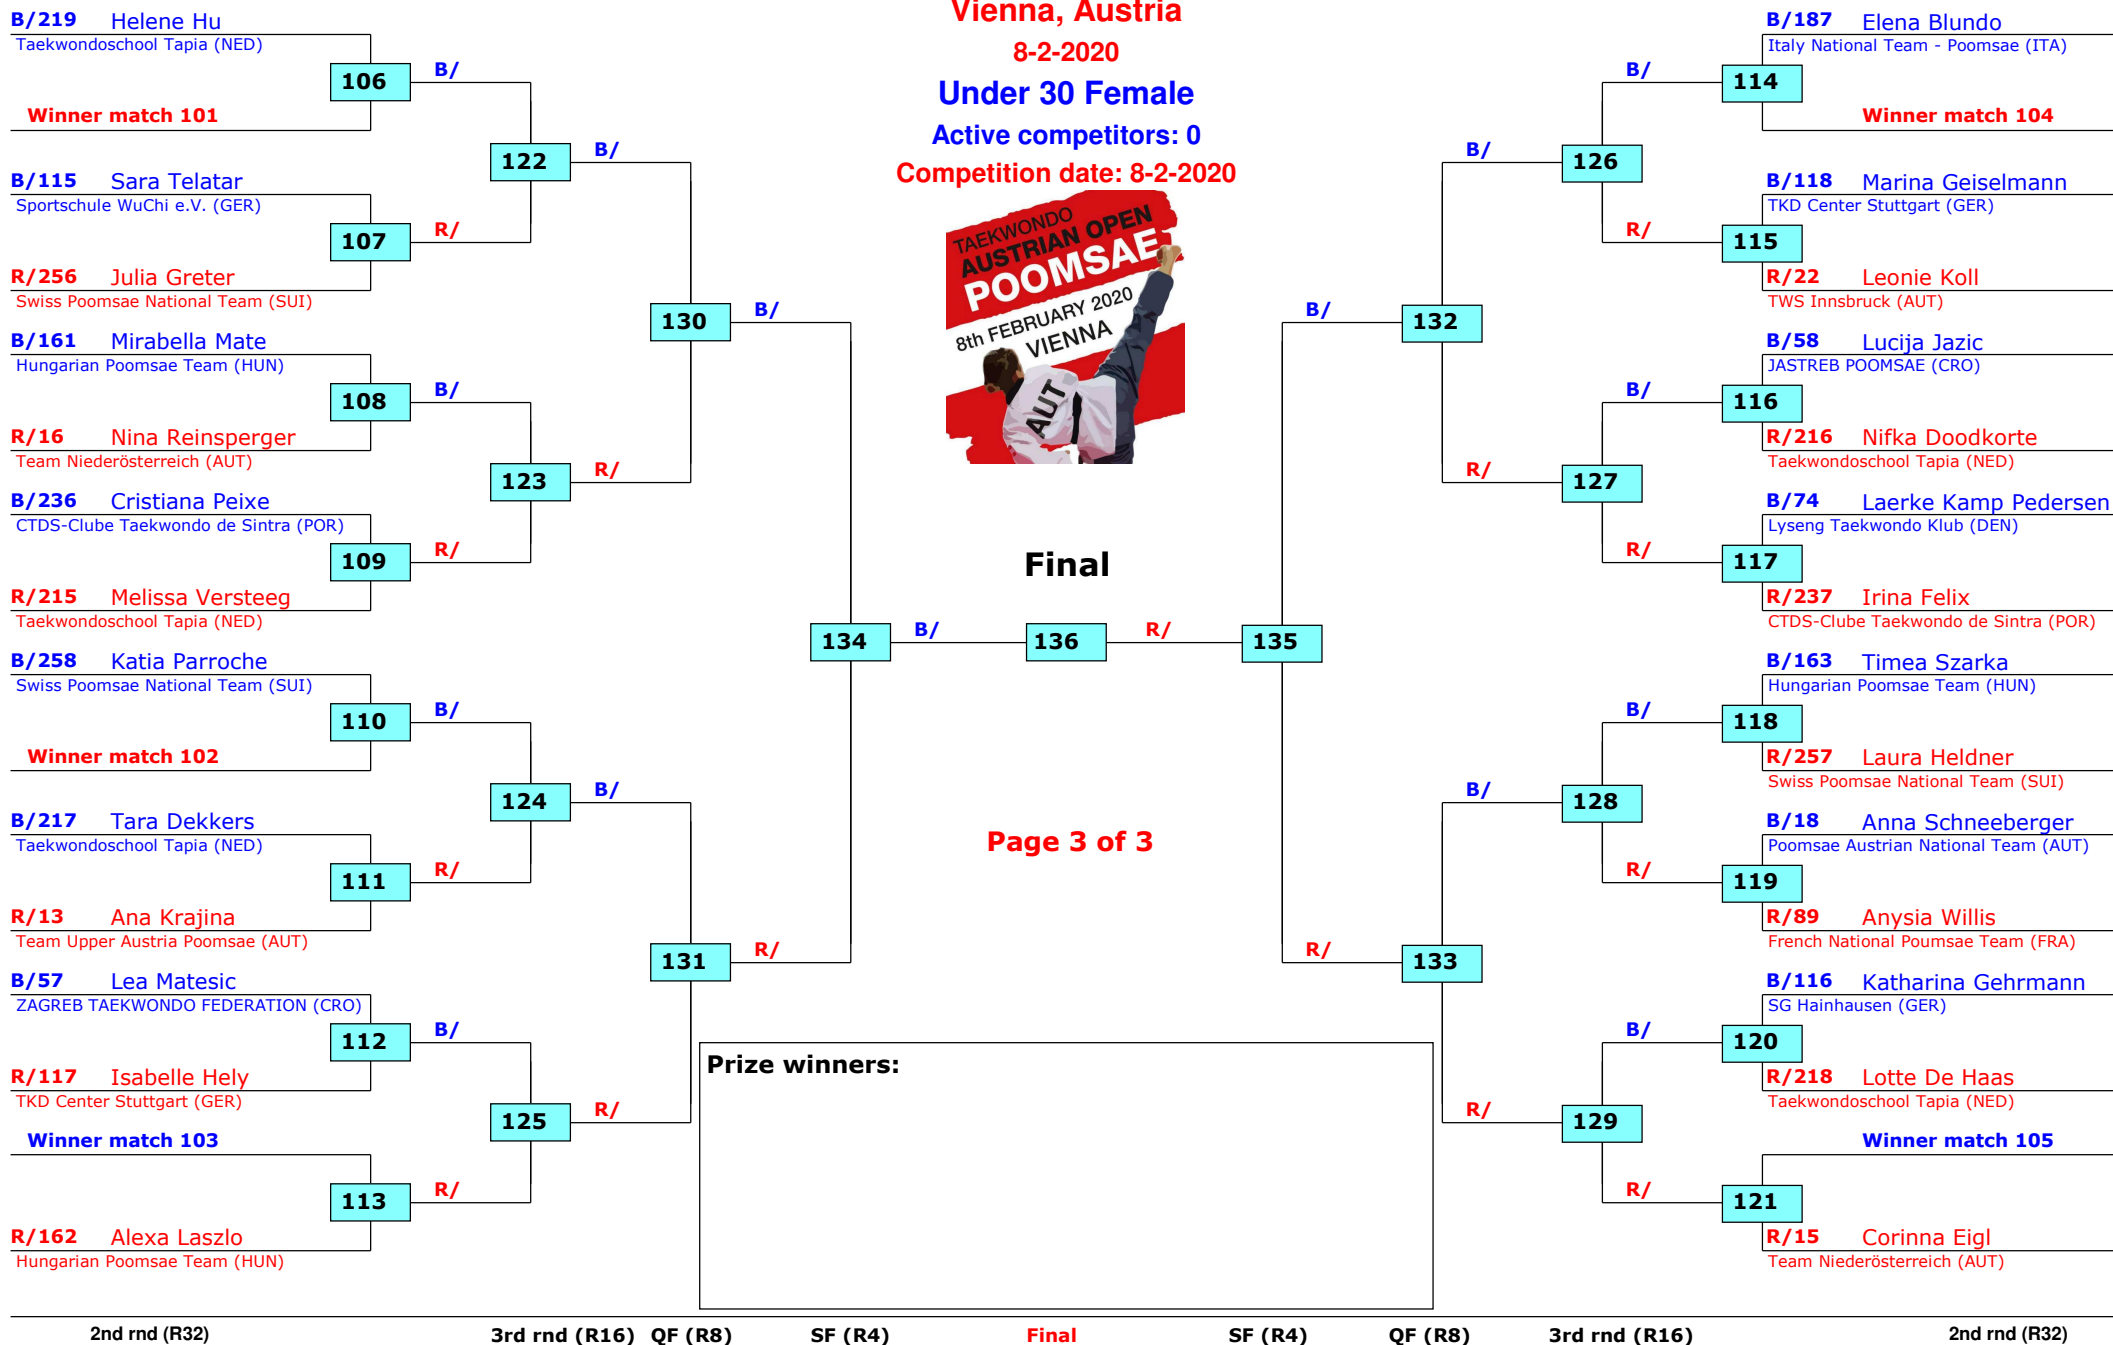 Vienna, Austria
8-2-2020
Under 30 Female
Active competitors: 0
Competition date: 8-2-2020
TAEKWONDO
AUSTRIAN OPEN
POOMSAE
8th FEBRUARY 2020
VIENNA
AUT
B/219 Helene Hu
Taekwondoschool Tapia (NED)
106
Winner match 101
B/115 Sara Telatar
Sportschule WuChi e.V. (GER)
107
R/256 Julia Greter
Swiss Poomsae National Team (SUI)
B/161 Mirabella Mate
Hungarian Poomsae Team (HUN)
108
R/16 Nina Reinsperger
Team Niederösterreich (AUT)
B/236 Cristiana Peixe
CTDS-Clube Taekwondo de Sintra (POR)
109
R/215 Melissa Versteeg
Taekwondoschool Tapia (NED)
B/258 Katia Parroche
Swiss Poomsae National Team (SUI)
110
Winner match 102
B/217 Tara Dekkers
Taekwondoschool Tapia (NED)
111
R/13 Ana Krajina
Team Upper Austria Poomsae (AUT)
B/57 Lea Matesic
ZAGREB TAEKWONDO FEDERATION (CRO)
112
R/117 Isabelle Hely
TKD Center Stuttgart (GER)
Winner match 103
113
R/162 Alexa Laszlo
Hungarian Poomsae Team (HUN)
B/
122
R/
B/
123
R/
B/
124
R/
B/
125
R/
B/
130
R/
B/
131
R/
B/
134
R/
Final
B/ 136 R/
Page 3 of 3
Prize winners:
B/
135
R/
B/
132
R/
B/
133
R/
B/
126
R/
B/
127
R/
B/
128
R/
B/
129
R/
B/187 Elena Blundo
Italy National Team - Poomsae (ITA)
114
Winner match 104
B/118 Marina Geiselmann
TKD Center Stuttgart (GER)
115
R/22 Leonie Koll
TWS Innsbruck (AUT)
B/58 Lucija Jazic
JASTREB POOMSAE (CRO)
116
R/216 Nifka Doodkorte
Taekwondoschool Tapia (NED)
B/74 Laerke Kamp Pedersen
Lyseng Taekwondo Klub (DEN)
117
R/237 Irina Felix
CTDS-Clube Taekwondo de Sintra (POR)
B/163 Timea Szarka
Hungarian Poomsae Team (HUN)
118
R/257 Laura Heldner
Swiss Poomsae National Team (SUI)
B/18 Anna Schneeberger
Poomsae Austrian National Team (AUT)
119
R/89 Anysia Willis
French National Poumsae Team (FRA)
B/116 Katharina Gehrmann
SG Hainhausen (GER)
120
R/218 Lotte De Haas
Taekwondoschool Tapia (NED)
Winner match 105
121
R/15 Corinna Eigl
Team Niederösterreich (AUT)
2nd rnd (R32) 3rd rnd (R16) QF (R8) SF (R4) Final SF (R4) QF (R8) 3rd rnd (R16) 2nd rnd (R32)